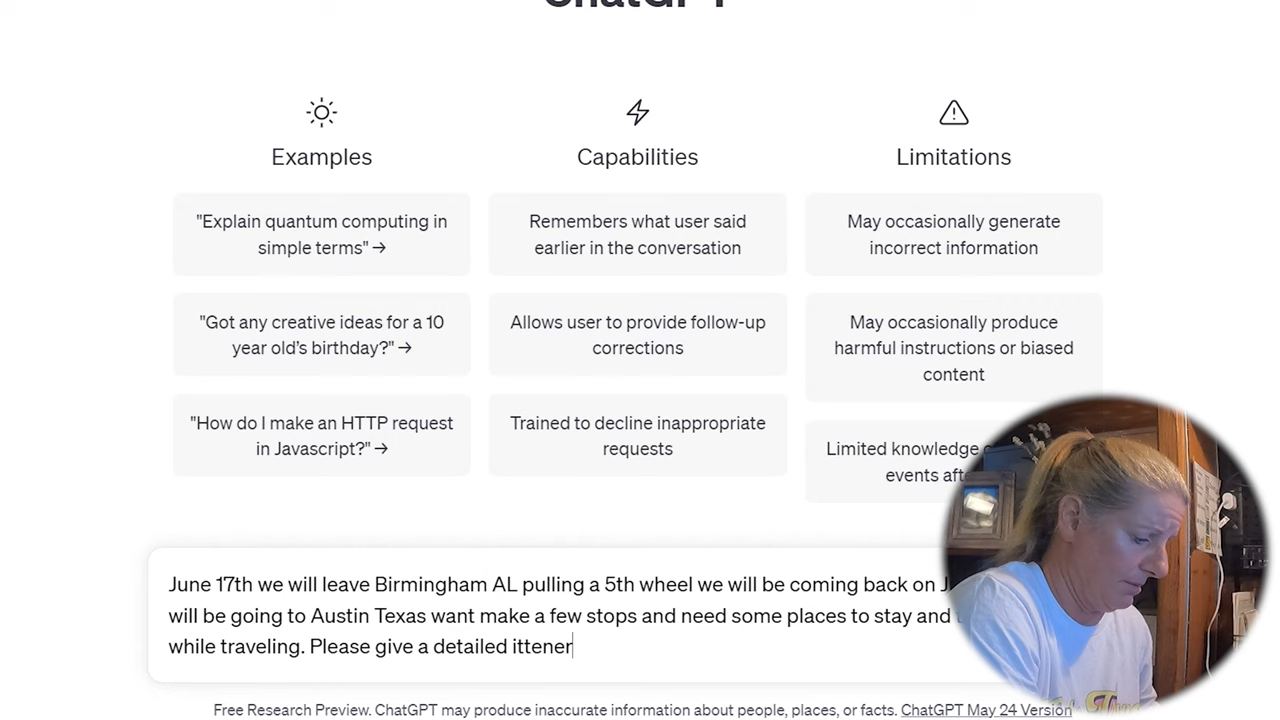 ChatGPT
Examples
Capabilities
Limitations
"Explain quantum computing in
simple terms" →
Remembers what user said
earlier in the conversation
May occasionally generate
incorrect information
"Got any creative ideas for a 10
year old's birthday?" →
Allows user to provide follow-up
corrections
May occasionally produce
harmful instructions or biased
content
"How do I make an HTTP request
in Javascript?" →
Trained to decline inappropriate
requests
Limited knowledge
events
June 17th we will leave Birmingham AL pulling a 5th wheel we will be coming back on
will be going to Austin Texas want make a few stops and need some places to stay and
while traveling. Please give a detailed ittener
Free Research Preview. ChatGPT may produce inaccurate information about people, places, or facts. ChatGPT May 24 Version